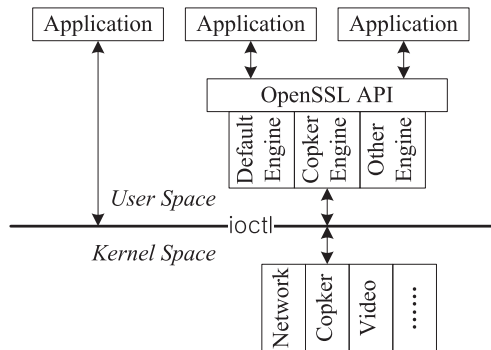 Application Application Application
OpenSSL API
Default Engine
Copker Engine
Other Engine
User Space
ioctl
Kernel Space
Network
Copker
Video
......